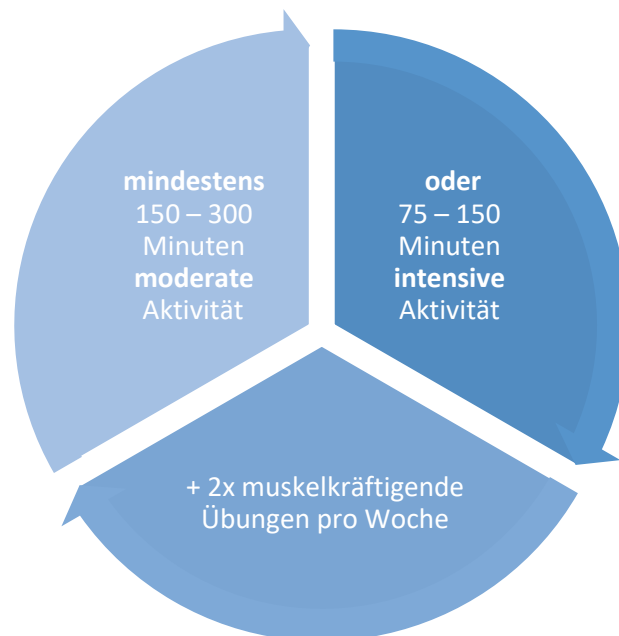 mindestens
150 – 300
Minuten
moderate
Aktivität
oder
75 – 150
Minuten
intensive
Aktivität
+ 2x muskelkräftigende
Übungen pro Woche